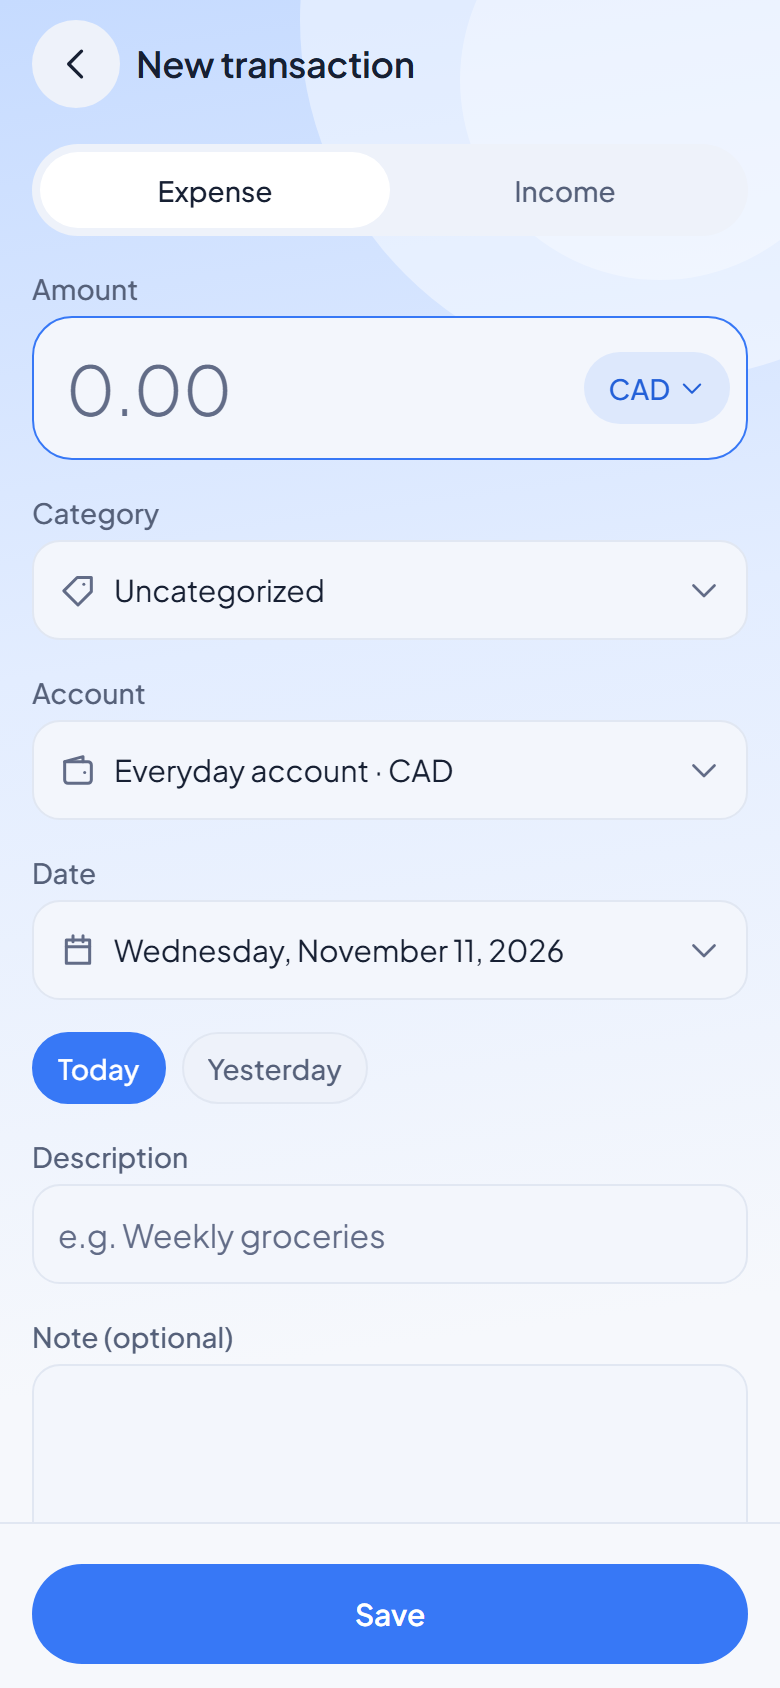 New transaction
Expense
Income
Amount
0.00
CAD
Category
Uncategorized
Account
Everyday account · CAD
Date
Wednesday, November 11, 2026
Today
Yesterday
Description
e.g. Weekly groceries
Note (optional)
Save